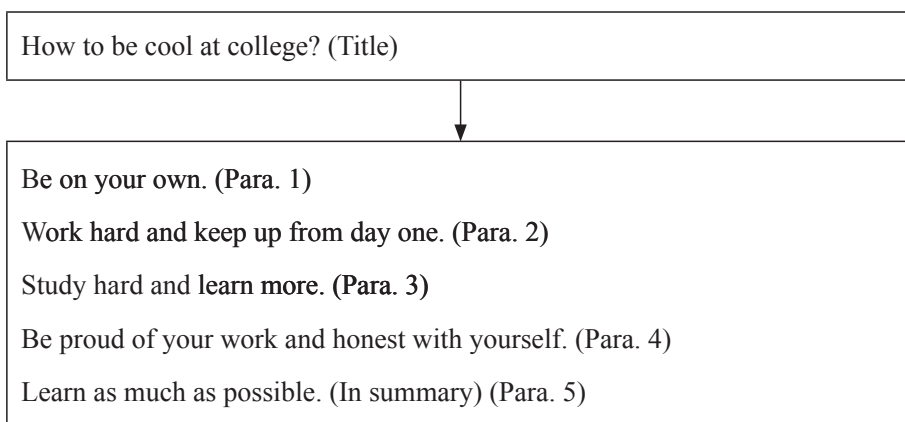 How to be cool at college? (Title)
Be on your own. (Para. 1)
Work hard and keep up from day one. (Para. 2)
Study hard and learn more. (Para. 3)
Be proud of your work and honest with yourself. (Para. 4)
Learn as much as possible. (In summary) (Para. 5)